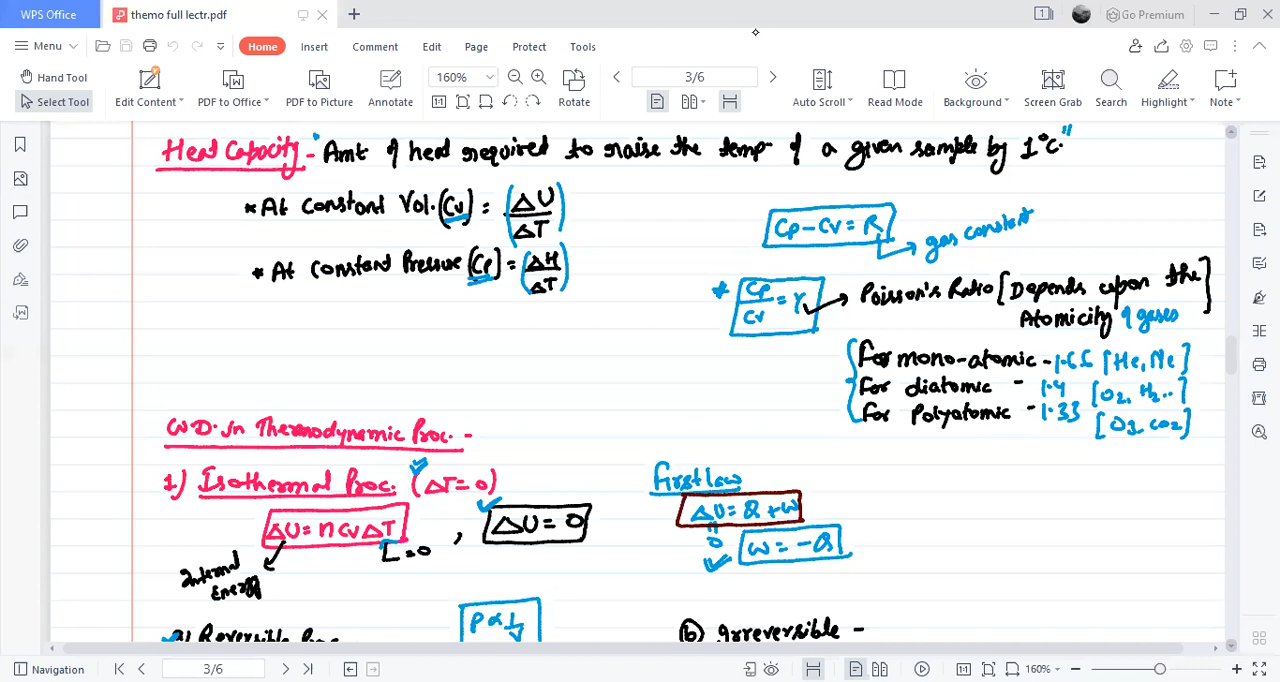 WPS Office
themo full lectr.pdf
1
Go Premium
Menu
Home
Insert
Comment
Edit
Page
Protect
Tools
Hand Tool
Select Tool
Edit Content
PDF to Office
PDF to Picture
Annotate
160%
Rotate
3/6
Auto Scroll
Read Mode
Background
Screen Grab
Search
Highlight
Note
Heat Capacity - "Amt of heat required to raise the temp of a given sample by 1°C."
* At Constant Vol. (Cv) = (ΔU/ΔT)
* At Constant Pressure (Cp) = (ΔH/ΔT)
Cp - Cv = R → gas constant
* Cp/Cv = γ → Poisson's Ratio [Depends upon the
Atomicity of gases]
For mono-atomic - 1.66 [He, Ne]
For diatomic - 1.4 [O2, H2..]
For Polyatomic - 1.33 [O3, CO2]
W.D. In Thermodynamic Proc. -
1) Isothermal Proc. (ΔT=0)
ΔU = nCvΔT, ΔU = 0
=0
Internal Energy
First law
ΔU = Q + W
0
W = -Q
a) Reversible Proc
P ∝ 1/V
(b) Irreversible -
Navigation
3/6
160%